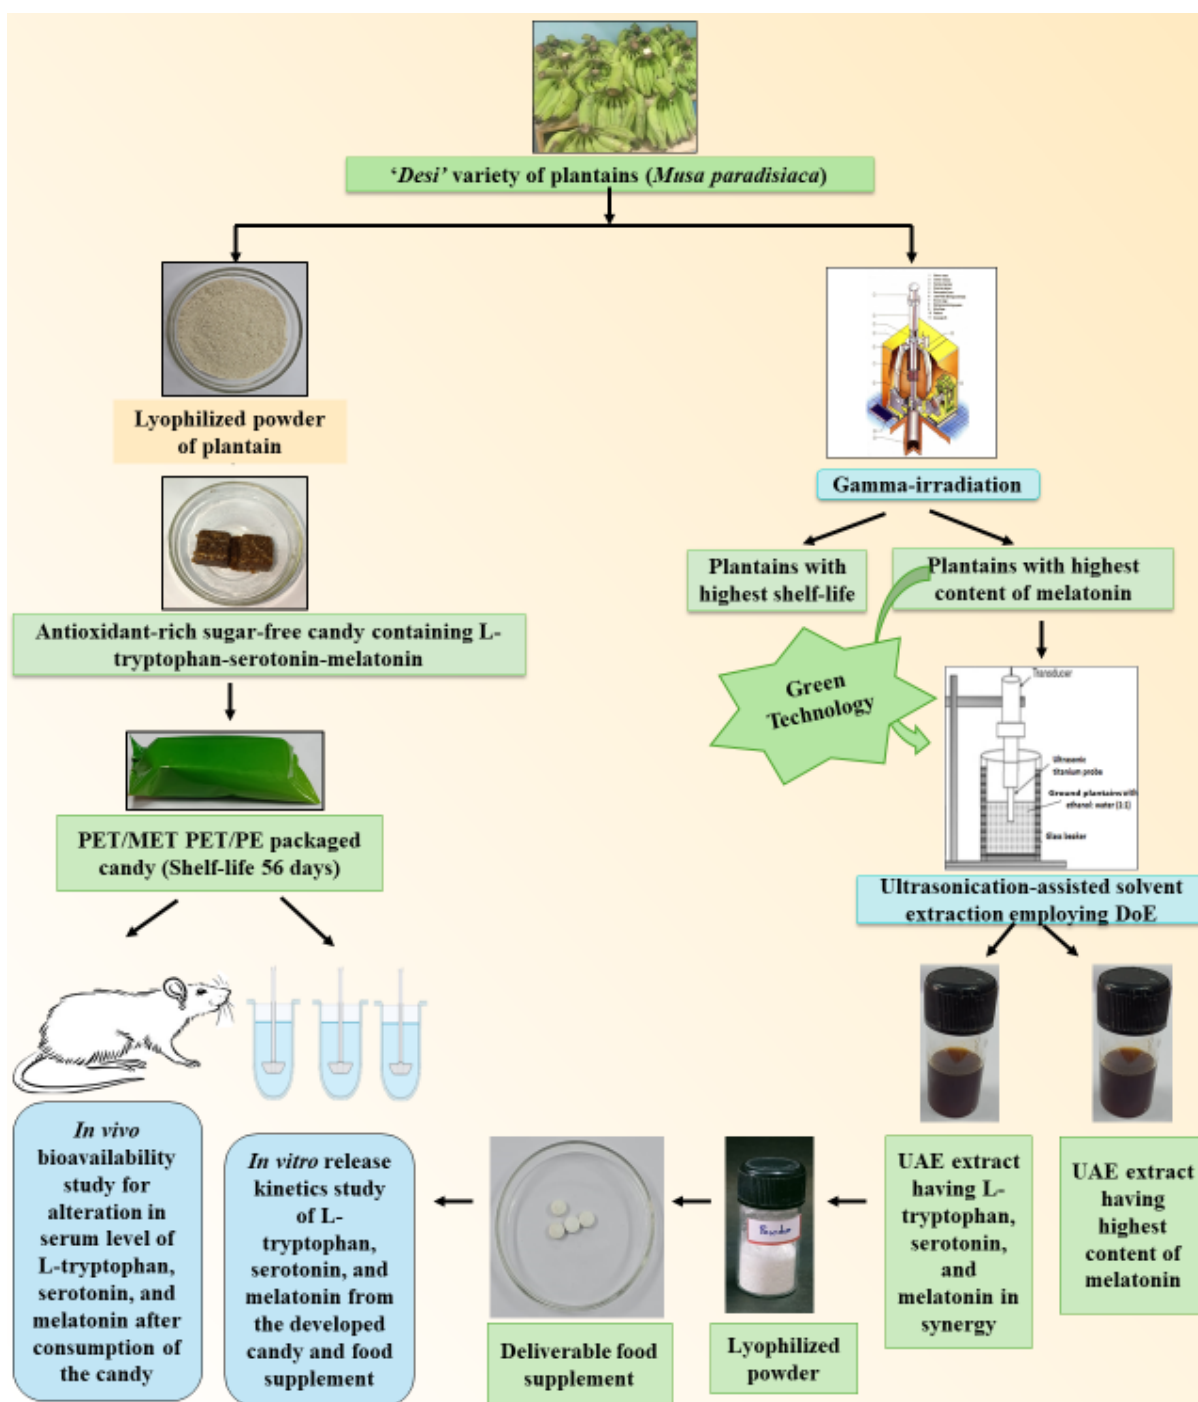 ‘Desi’ variety of plantains (Musa paradisiaca)
Lyophilized powder
of plantain
Antioxidant-rich sugar-free candy containing L-
tryptophan-serotonin-melatonin
PET/MET PET/PE packaged
candy (Shelf-life 56 days)
In vivo
bioavailability
study for
alteration in
serum level of
L-tryptophan,
serotonin, and
melatonin after
consumption of
the candy
In vitro release
kinetics study
of L-
tryptophan,
serotonin, and
melatonin from
the developed
candy and food
supplement
Gamma-irradiation
Plantains with
highest shelf-life
Plantains with highest
content of melatonin
Green
Technology
Transducer
Ultrasonic
titanium probe
Ground plantains with
ethanol: water (1:1)
Glass beaker
Ultrasonication-assisted solvent
extraction employing DoE
UAE extract
having L-
tryptophan,
serotonin,
and
melatonin in
synergy
UAE extract
having
highest
content of
melatonin
Powder
Lyophilized
powder
Deliverable food
supplement